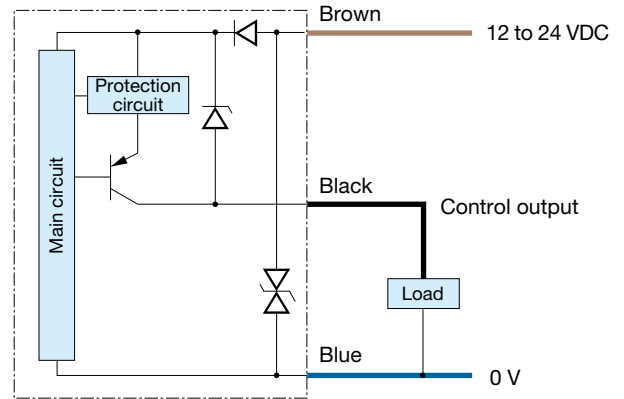 Brown
12 to 24 VDC
Protection
circuit
Main circuit
Black
Control output
Load
Blue
0 V